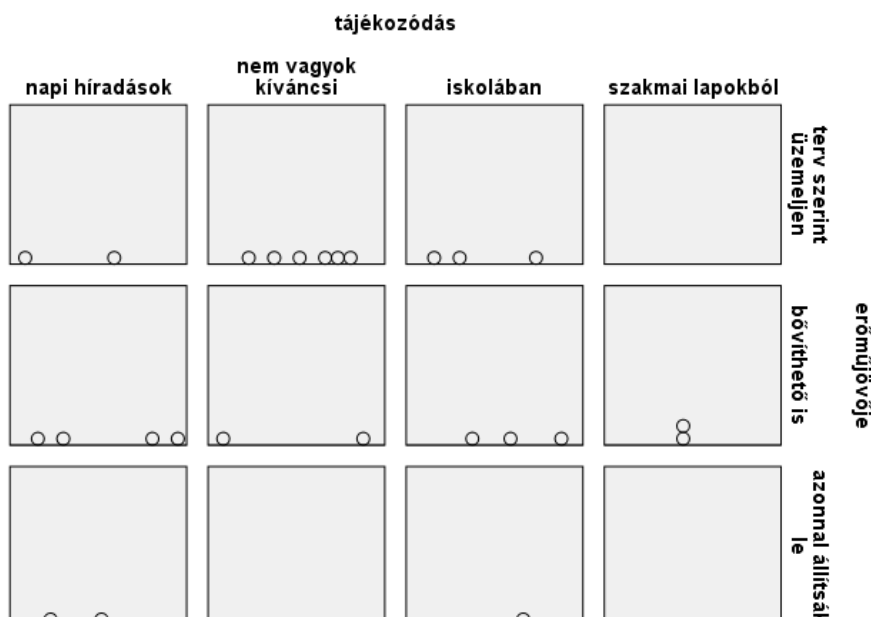 tájékozódás
napi híradások
nem vagyok
kíváncsi
iskolában
szakmai lapokból
terv szerint
üzemeljen
bővíthető is
azonnal állítsák
le
erőműjövője